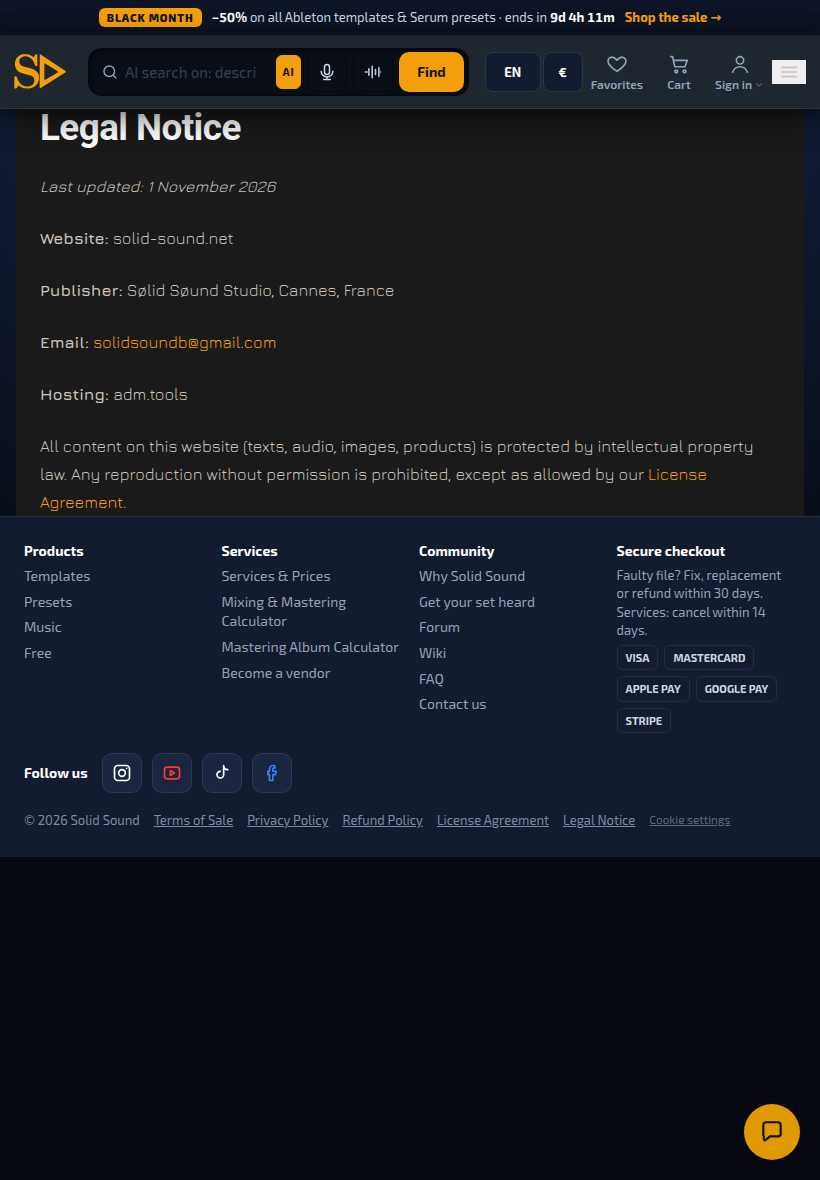 BLACK MONTH −50% on all Ableton templates & Serum presets · ends in 9d 4h 11m Shop the sale →
S AI search on: descri AI Find EN € Favorites Cart Sign in
Legal Notice
Last updated: 1 November 2026
Website: solid-sound.net
Publisher: Sølid Søund Studio, Cannes, France
Email: solidsoundb@gmail.com
Hosting: adm.tools
All content on this website (texts, audio, images, products) is protected by intellectual property
law. Any reproduction without permission is prohibited, except as allowed by our License
Agreement.
Products
Templates
Presets
Music
Free
Services
Services & Prices
Mixing & Mastering
Calculator
Mastering Album Calculator
Become a vendor
Community
Why Solid Sound
Get your set heard
Forum
Wiki
FAQ
Contact us
Secure checkout
Faulty file? Fix, replacement
or refund within 30 days.
Services: cancel within 14
days.
VISA MASTERCARD
APPLE PAY GOOGLE PAY
STRIPE
Follow us
© 2026 Solid Sound Terms of Sale Privacy Policy Refund Policy License Agreement Legal Notice Cookie settings